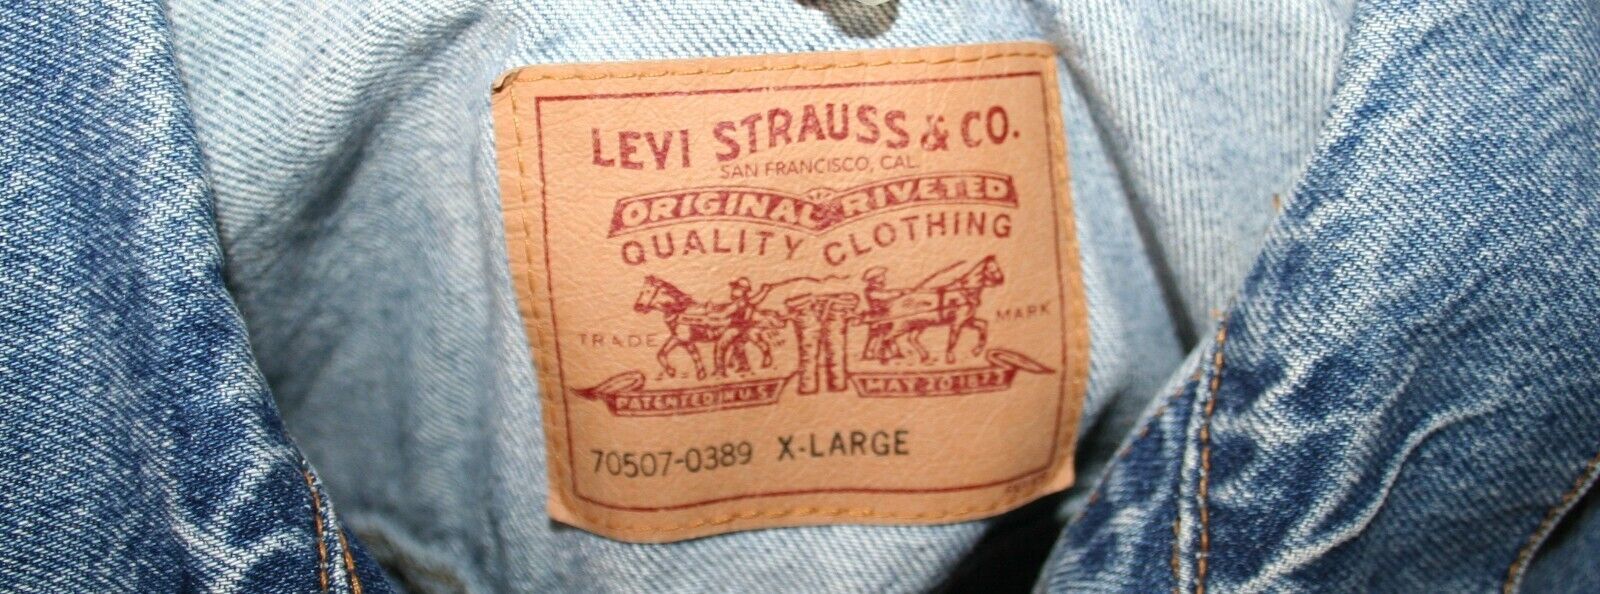 LEVI STRAUSS & CO.
SAN FRANCISCO, CAL.
ORIGINAL RIVETED
QUALITY CLOTHING
TRADE MARK
PATENTED IN U.S.
MAY 20 1873
70507-0389 X-LARGE